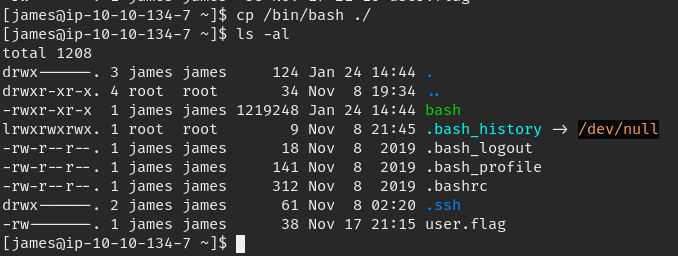 [james@ip-10-10-134-7 ~]$ cp /bin/bash ./
[james@ip-10-10-134-7 ~]$ ls -al
total 1208
drwx------. 3 james james     124 Jan 24 14:44 .
drwxr-xr-x. 4 root  root       34 Nov  8 19:34 ..
-rwxr-xr-x  1 james james 1219248 Jan 24 14:44 bash
lrwxrwxrwx. 1 root  root        9 Nov  8 21:45 .bash_history -> /dev/null
-rw-r--r--. 1 james james      18 Nov  8  2019 .bash_logout
-rw-r--r--. 1 james james     141 Nov  8  2019 .bash_profile
-rw-r--r--. 1 james james     312 Nov  8  2019 .bashrc
drwx------. 2 james james      61 Nov  8 02:20 .ssh
-rw-------. 1 james james      38 Nov 17 21:15 user.flag
[james@ip-10-10-134-7 ~]$